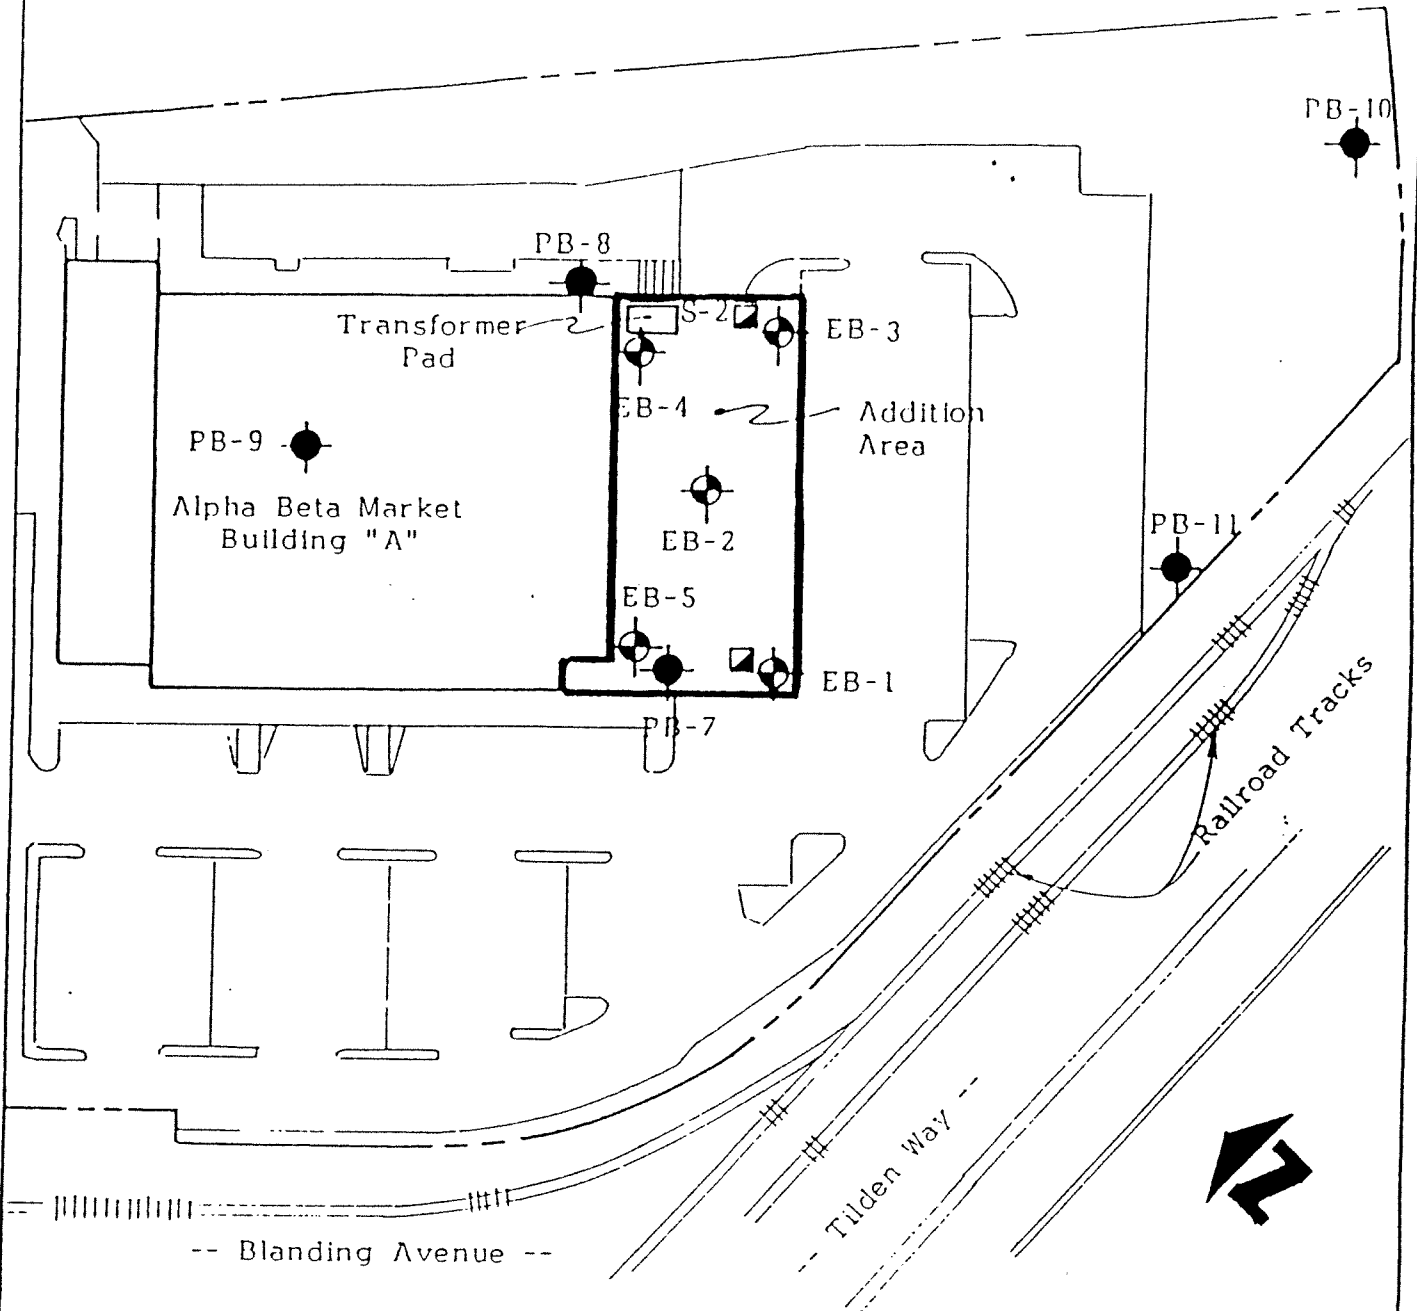 PB-10
PB-8
Transformer
Pad
S-2
EB-3
EB-4
Addition
Area
PB-9
Alpha Beta Market
Building "A"
EB-2
PB-11
EB-5
EB-1
PB-7
Railroad Tracks
-- Tilden Way --
-- Blanding Avenue --
N